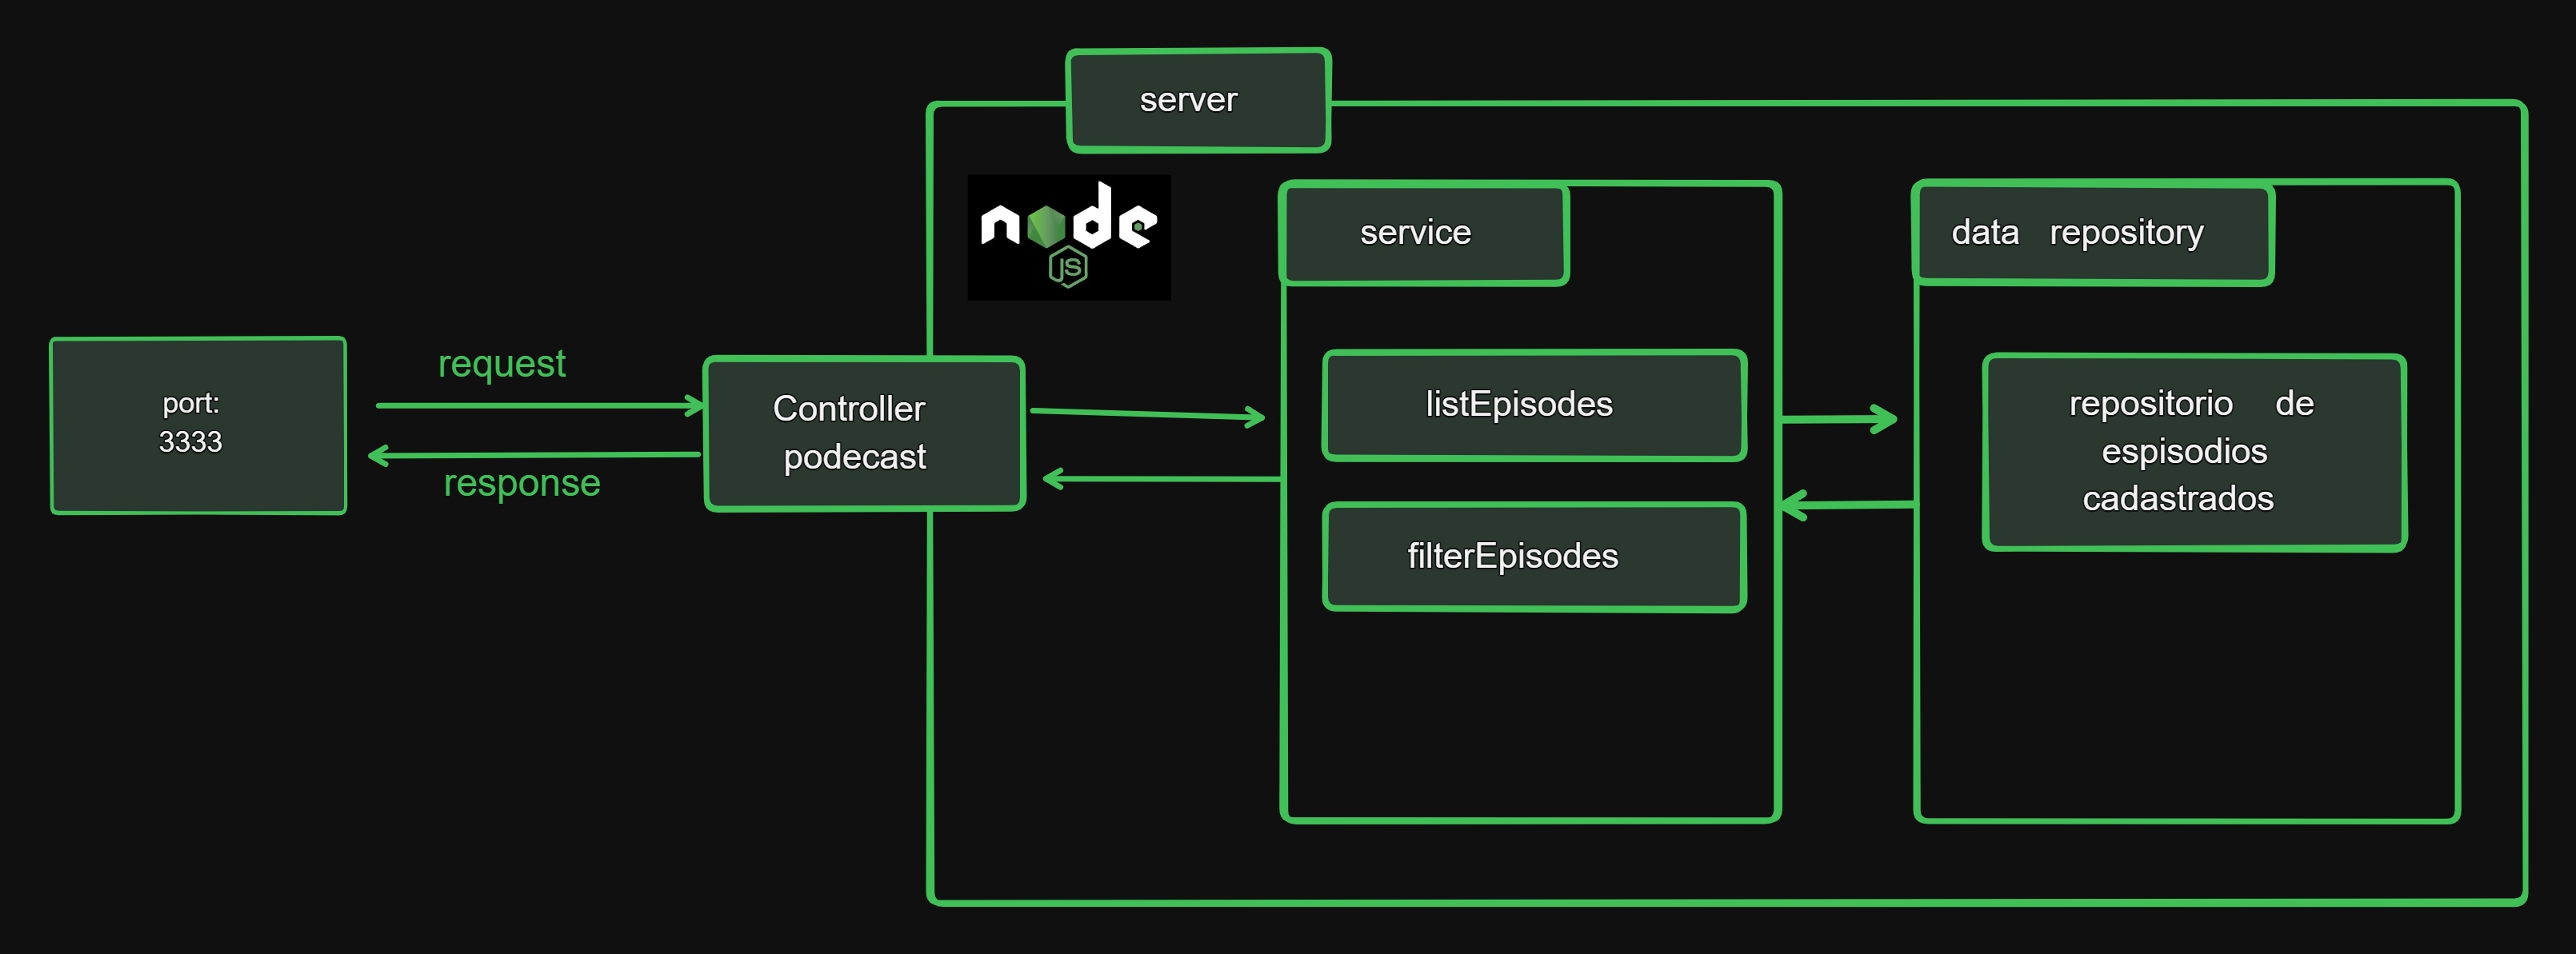 server
node
JS
service
data repository
request
port:
3333
response
Controller
podecast
listEpisodes
filterEpisodes
repositorio de
espisodios
cadastrados